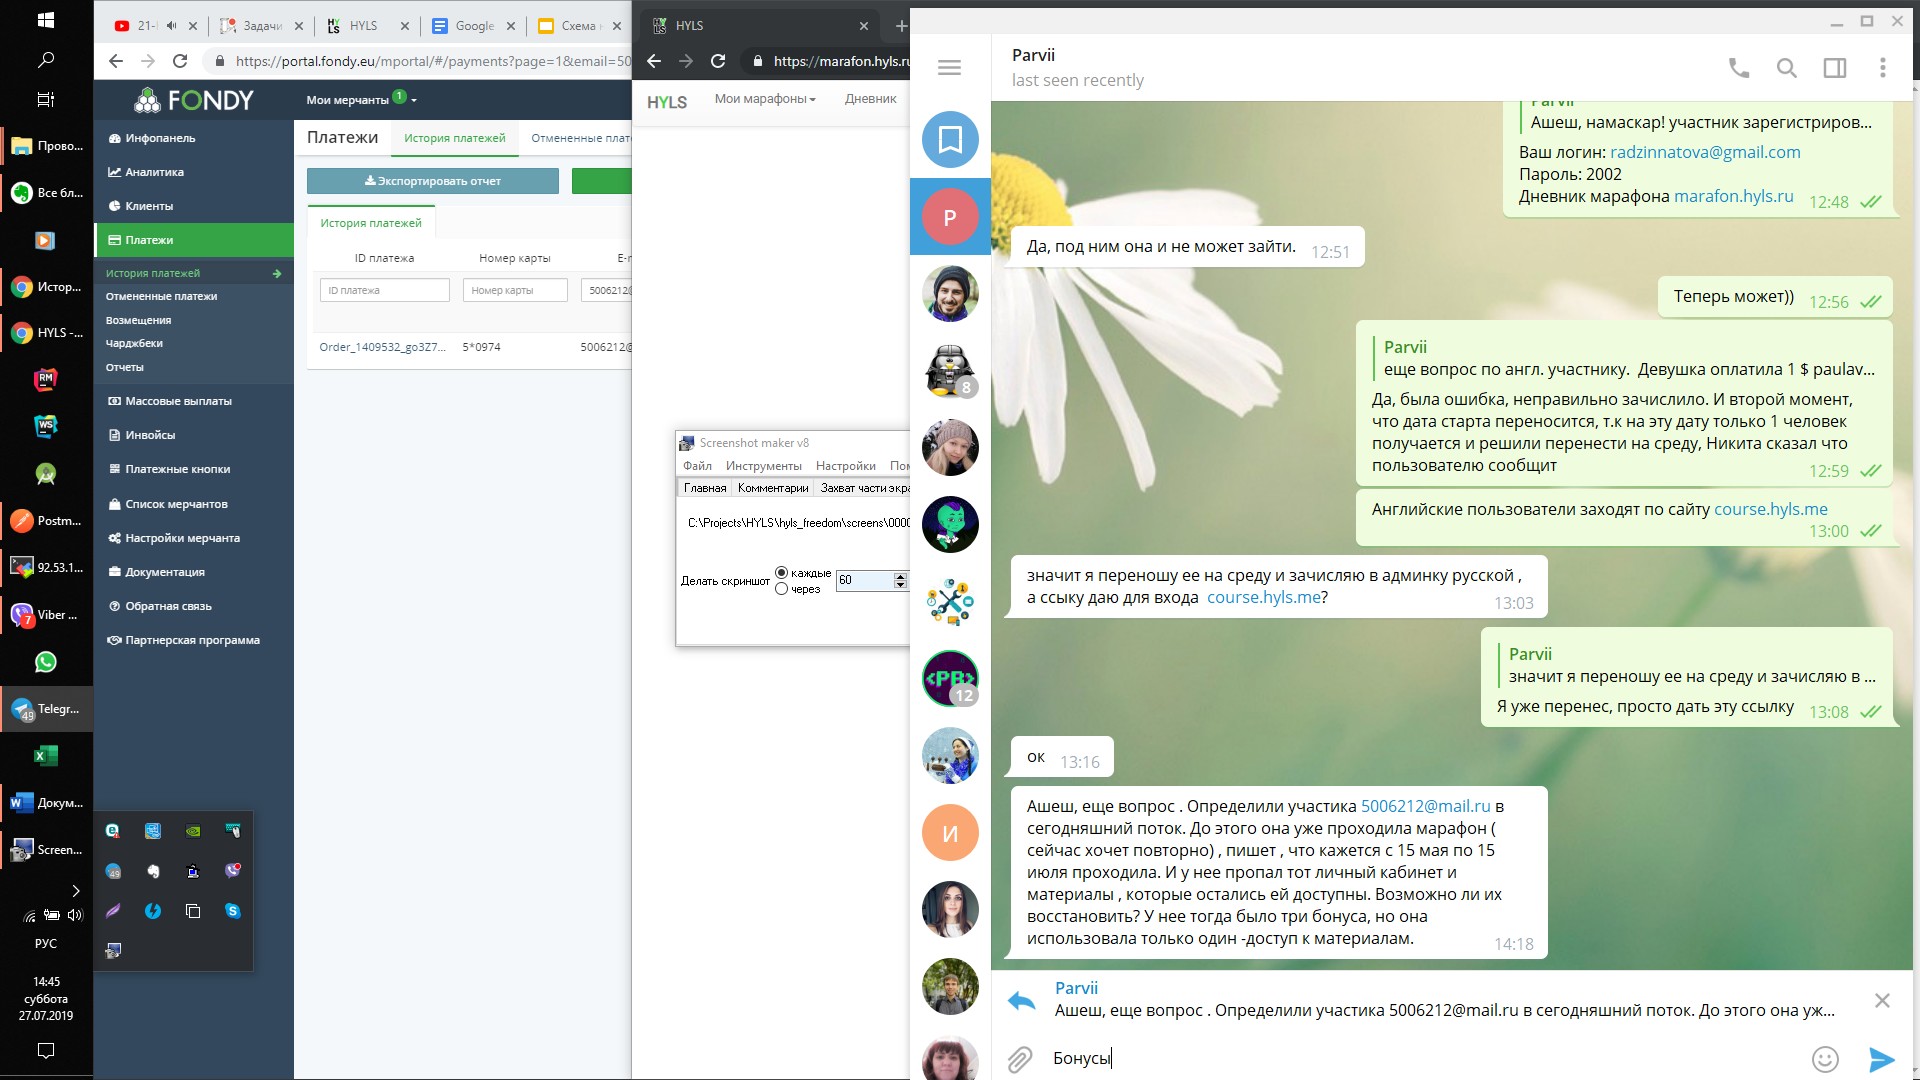 Прово...
Все бл...
Истор...
HYLS -...
Postm...
92.53.1...
Viber ...
7
Telegr...
49
Докум...
Screen...
РУС
14:45
суббота
27.07.2019
Задачи
HYLS
Google
https://portal.fondy.eu/mportal/#/payments?page=1&email=50
FONDY
Мои мерчанты 1
Инфопанель
Аналитика
Клиенты
Платежи
История платежей
Отмененные платежи
Возмещения
Чарджбеки
Отчеты
Массовые выплаты
Инвойсы
Платежные кнопки
Список мерчантов
Настройки мерчанта
Документация
Обратная связь
Партнерская программа
Платежи
История платежей
Отмененные плат
Экспортировать отчет
История платежей
ID платежа
Номер карты
ID платежа
Номер карты
5006212@
Order_1409532_go3Z7...
5*0974
5006212@
HYLS
https://marafon.hyls.ru
HYLS
Мои марафоны
Дневник
Screenshot maker v8
Файл
Инструменты
Настройки
Главная
Комментарии
Захват части экра
C:\Projects\HYLS\hyls_freedom\screens\0000
Делать скриншот
каждые
через
60
P
8
<PB>
12
И
Parvii
last seen recently
Parvii
Ашеш, намаскар! участник зарегистриров...
Ваш логин: radzinnatova@gmail.com
Пароль: 2002
Дневник марафона marafon.hyls.ru
12:48
Да, под ним она и не может зайти.
12:51
Теперь может))
12:56
Parvii
еще вопрос по англ. участнику.  Девушка оплатила 1 $ paulav...
Да, была ошибка, неправильно зачислило. И второй момент,
что дата старта переносится, т.к на эту дату только 1 человек
получается и решили перенести на среду, Никита сказал что
пользователю сообщит
12:59
Английские пользователи заходят по сайту course.hyls.me
13:00
значит я переношу ее на среду и зачисляю в админку русской ,
а ссыку даю для входа  course.hyls.me?
13:03
Parvii
значит я переношу ее на среду и зачисляю в ...
Я уже перенес, просто дать эту ссылку
13:08
ок
13:16
Ашеш, еще вопрос . Определили участика 5006212@mail.ru в
сегодняшний поток. До этого она уже проходила марафон (
сейчас хочет повторно) , пишет , что кажется с 15 мая по 15
июля проходила. И у нее пропал тот личный кабинет и
материалы , которые остались ей доступны. Возможно ли их
восстановить? У нее тогда было три бонуса, но она
использовала только один -доступ к материалам.
14:18
Parvii
Ашеш, еще вопрос . Определили участика 5006212@mail.ru в сегодняшний поток. До этого она уж...
Бонусы